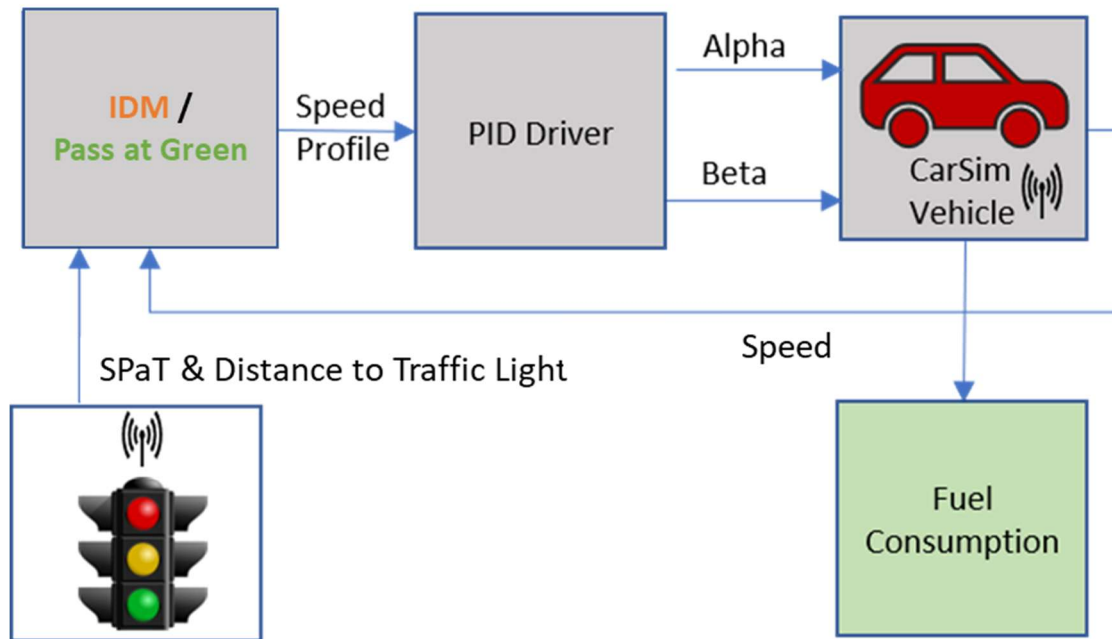 IDM /
Pass at Green
Speed
Profile
PID Driver
Alpha
Beta
CarSim
Vehicle
SPaT & Distance to Traffic Light
Speed
Fuel
Consumption